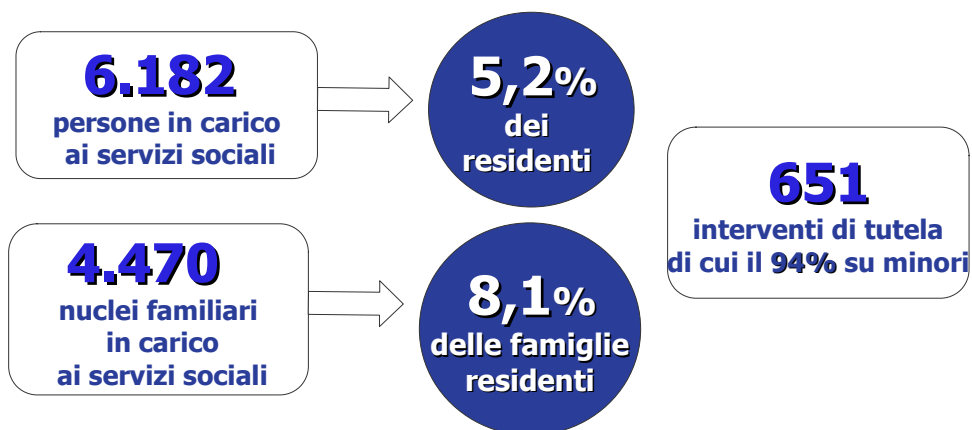 6.182
persone in carico
ai servizi sociali
5,2%
dei
residenti
4.470
nuclei familiari
in carico
ai servizi sociali
8,1%
delle famiglie
residenti
651
interventi di tutela
di cui il 94% su minori